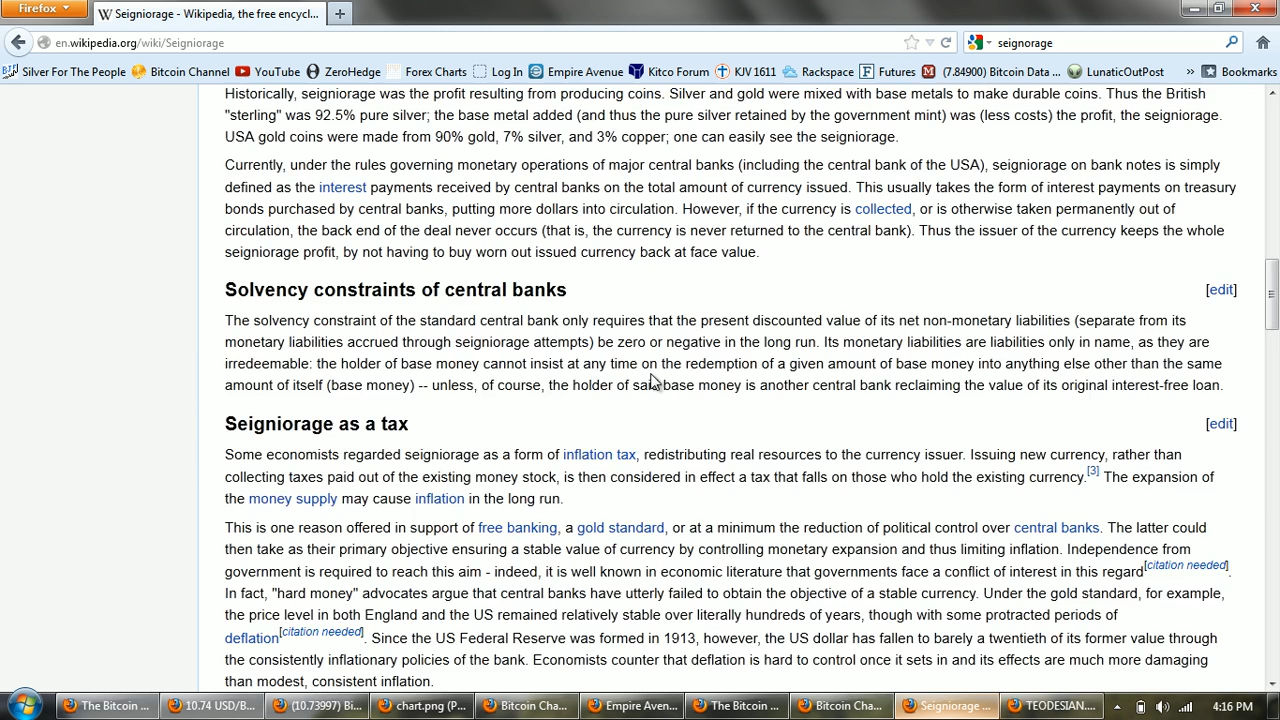 Firefox
Seigniorage - Wikipedia, the free encycl...
en.wikipedia.org/wiki/Seigniorage
seignorage
Silver For The People
Bitcoin Channel
YouTube
ZeroHedge
Forex Charts
Log In
Empire Avenue
Kitco Forum
KJV 1611
Rackspace
Futures
(7.84900) Bitcoin Data ...
LunaticOutPost
»
Bookmarks
Historically, seigniorage was the profit resulting from producing coins. Silver and gold were mixed with base metals to make durable coins. Thus the British
"sterling" was 92.5% pure silver; the base metal added (and thus the pure silver retained by the government mint) was (less costs) the profit, the seigniorage.
USA gold coins were made from 90% gold, 7% silver, and 3% copper; one can easily see the seigniorage.
Currently, under the rules governing monetary operations of major central banks (including the central bank of the USA), seigniorage on bank notes is simply
defined as the interest payments received by central banks on the total amount of currency issued. This usually takes the form of interest payments on treasury
bonds purchased by central banks, putting more dollars into circulation. However, if the currency is collected, or is otherwise taken permanently out of
circulation, the back end of the deal never occurs (that is, the currency is never returned to the central bank). Thus the issuer of the currency keeps the whole
seigniorage profit, by not having to buy worn out issued currency back at face value.
Solvency constraints of central banks
[edit]
The solvency constraint of the standard central bank only requires that the present discounted value of its net non-monetary liabilities (separate from its
monetary liabilities accrued through seigniorage attempts) be zero or negative in the long run. Its monetary liabilities are liabilities only in name, as they are
irredeemable: the holder of base money cannot insist at any time on the redemption of a given amount of base money into anything else other than the same
amount of itself (base money) -- unless, of course, the holder of said base money is another central bank reclaiming the value of its original interest-free loan.
Seigniorage as a tax
[edit]
Some economists regarded seigniorage as a form of inflation tax, redistributing real resources to the currency issuer. Issuing new currency, rather than
collecting taxes paid out of the existing money stock, is then considered in effect a tax that falls on those who hold the existing currency.[3] The expansion of
the money supply may cause inflation in the long run.
This is one reason offered in support of free banking, a gold standard, or at a minimum the reduction of political control over central banks. The latter could
then take as their primary objective ensuring a stable value of currency by controlling monetary expansion and thus limiting inflation. Independence from
government is required to reach this aim - indeed, it is well known in economic literature that governments face a conflict of interest in this regard[citation needed].
In fact, "hard money" advocates argue that central banks have utterly failed to obtain the objective of a stable currency. Under the gold standard, for example,
the price level in both England and the US remained relatively stable over literally hundreds of years, though with some protracted periods of
deflation[citation needed]. Since the US Federal Reserve was formed in 1913, however, the US dollar has fallen to barely a twentieth of its former value through
the consistently inflationary policies of the bank. Economists counter that deflation is hard to control once it sets in and its effects are much more damaging
than modest, consistent inflation.
The Bitcoin ...
10.74 USD/B...
(10.73997) Bi...
chart.png (P...
Bitcoin Cha...
Empire Aven...
The Bitcoin ...
Bitcoin Cha...
Seigniorage ...
TEODESIAN...
4:16 PM